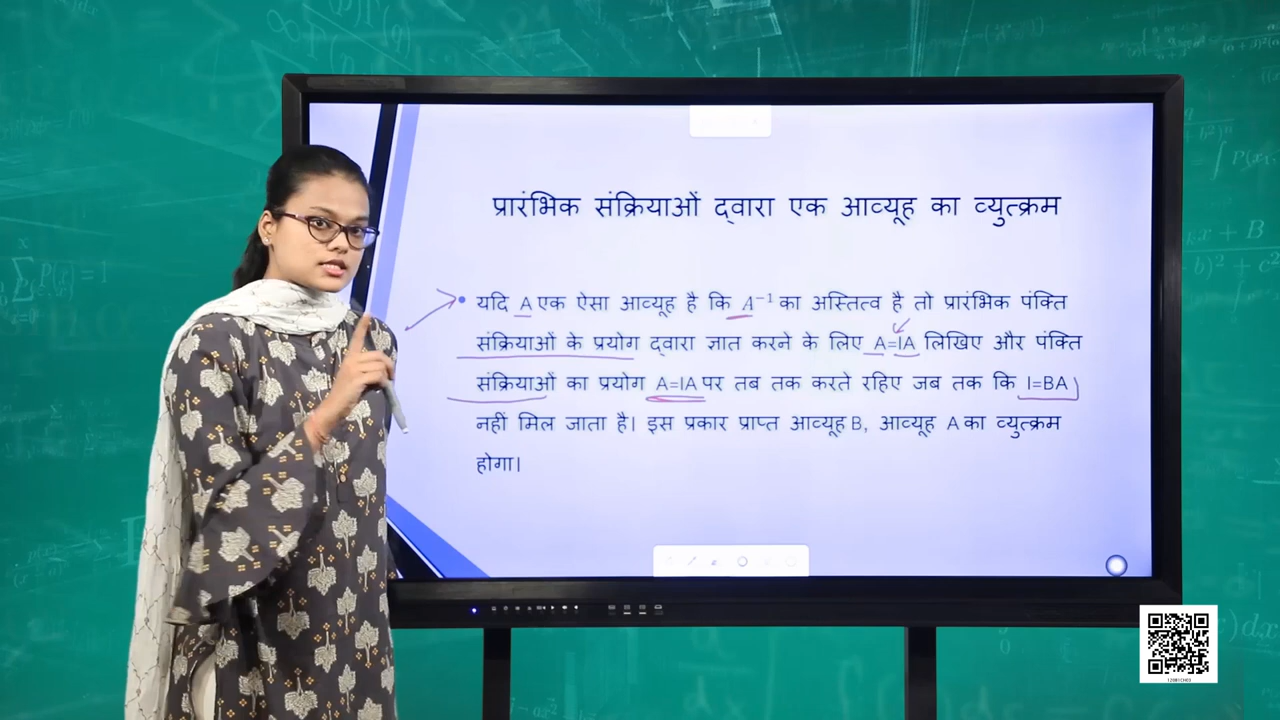 प्रारंभिक संक्रियाओं द्वारा एक आव्यूह का व्युत्क्रम
यदि A एक ऐसा आव्यूह है कि A⁻¹ का अस्तित्व है तो प्रारंभिक पंक्ति
संक्रियाओं के प्रयोग द्वारा ज्ञात करने के लिए A=IA लिखिए और पंक्ति
संक्रियाओं का प्रयोग A=IA पर तब तक करते रहिए जब तक कि I=BA
नहीं मिल जाता है। इस प्रकार प्राप्त आव्यूह B, आव्यूह A का व्युत्क्रम
होगा।